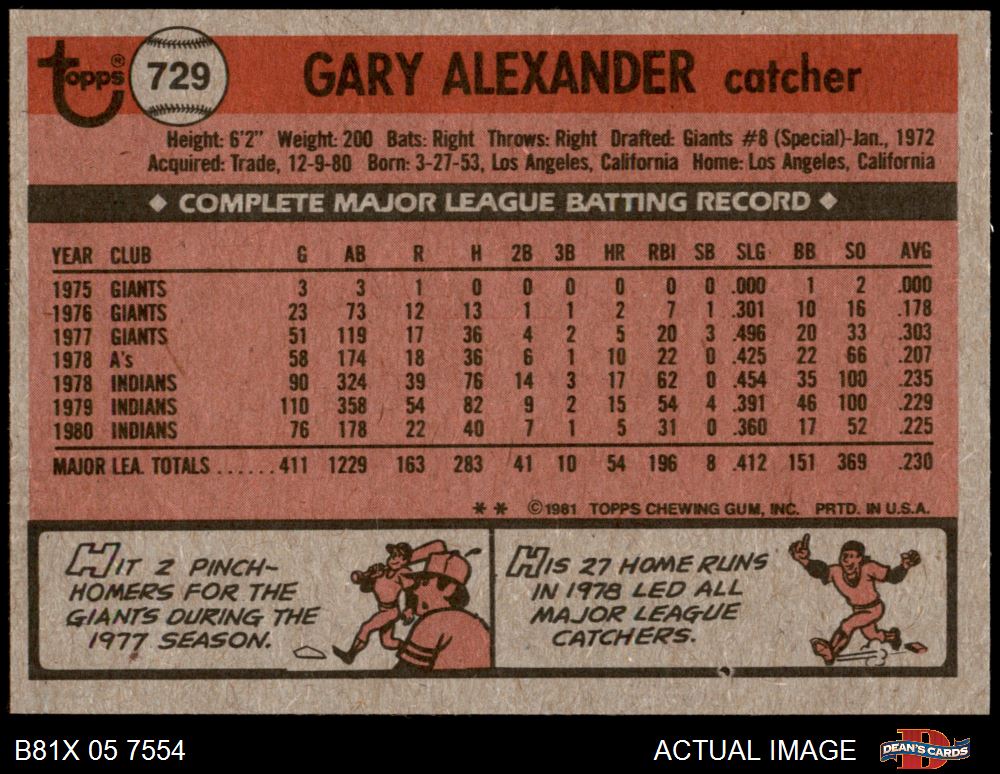 Topps®
729
GARY ALEXANDER catcher
Height: 6'2" Weight: 200 Bats: Right Throws: Right Drafted: Giants #8 (Special)-Jan., 1972
Acquired: Trade, 12-9-80 Born: 3-27-53, Los Angeles, California Home: Los Angeles, California
◆ COMPLETE MAJOR LEAGUE BATTING RECORD ◆
YEAR CLUB G AB R H 2B 3B HR RBI SB SLG BB SO AVG
1975 GIANTS 3 3 1 0 0 0 0 0 0 .000 1 2 .000
1976 GIANTS 23 73 12 13 1 1 2 7 1 .301 10 16 .178
1977 GIANTS 51 119 17 36 4 2 5 20 3 .496 20 33 .303
1978 A's 58 174 18 36 6 1 10 22 0 .425 22 66 .207
1978 INDIANS 90 324 39 76 14 3 17 62 0 .454 35 100 .235
1979 INDIANS 110 358 54 82 9 2 15 54 4 .391 46 100 .229
1980 INDIANS 76 178 22 40 7 1 5 31 0 .360 17 52 .225
MAJOR LEA. TOTALS ......411 1229 163 283 41 10 54 196 8 .412 151 369 .230
** ©1981 TOPPS CHEWING GUM, INC. PRTD. IN U.S.A.
HIT 2 PINCH-
HOMERS FOR THE
GIANTS DURING THE
1977 SEASON.
HIS 27 HOME RUNS
IN 1978 LED ALL
MAJOR LEAGUE
CATCHERS.
B81X 05 7554
ACTUAL IMAGE
DEAN'S CARDS